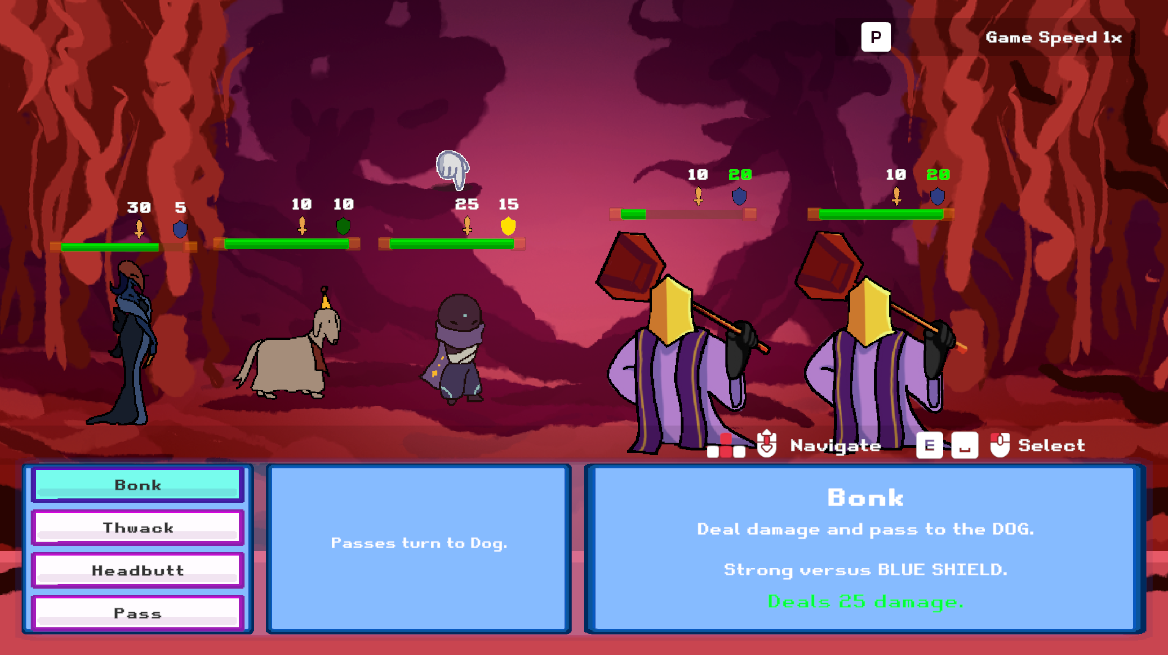 P Game Speed 1x
10 20 10 20
30 5 10 10 25 15
Navigate E Select
Bonk
Thwack
Headbutt
Pass
Passes turn to Dog.
Bonk
Deal damage and pass to the DOG.
Strong versus BLUE SHIELD.
Deals 25 damage.